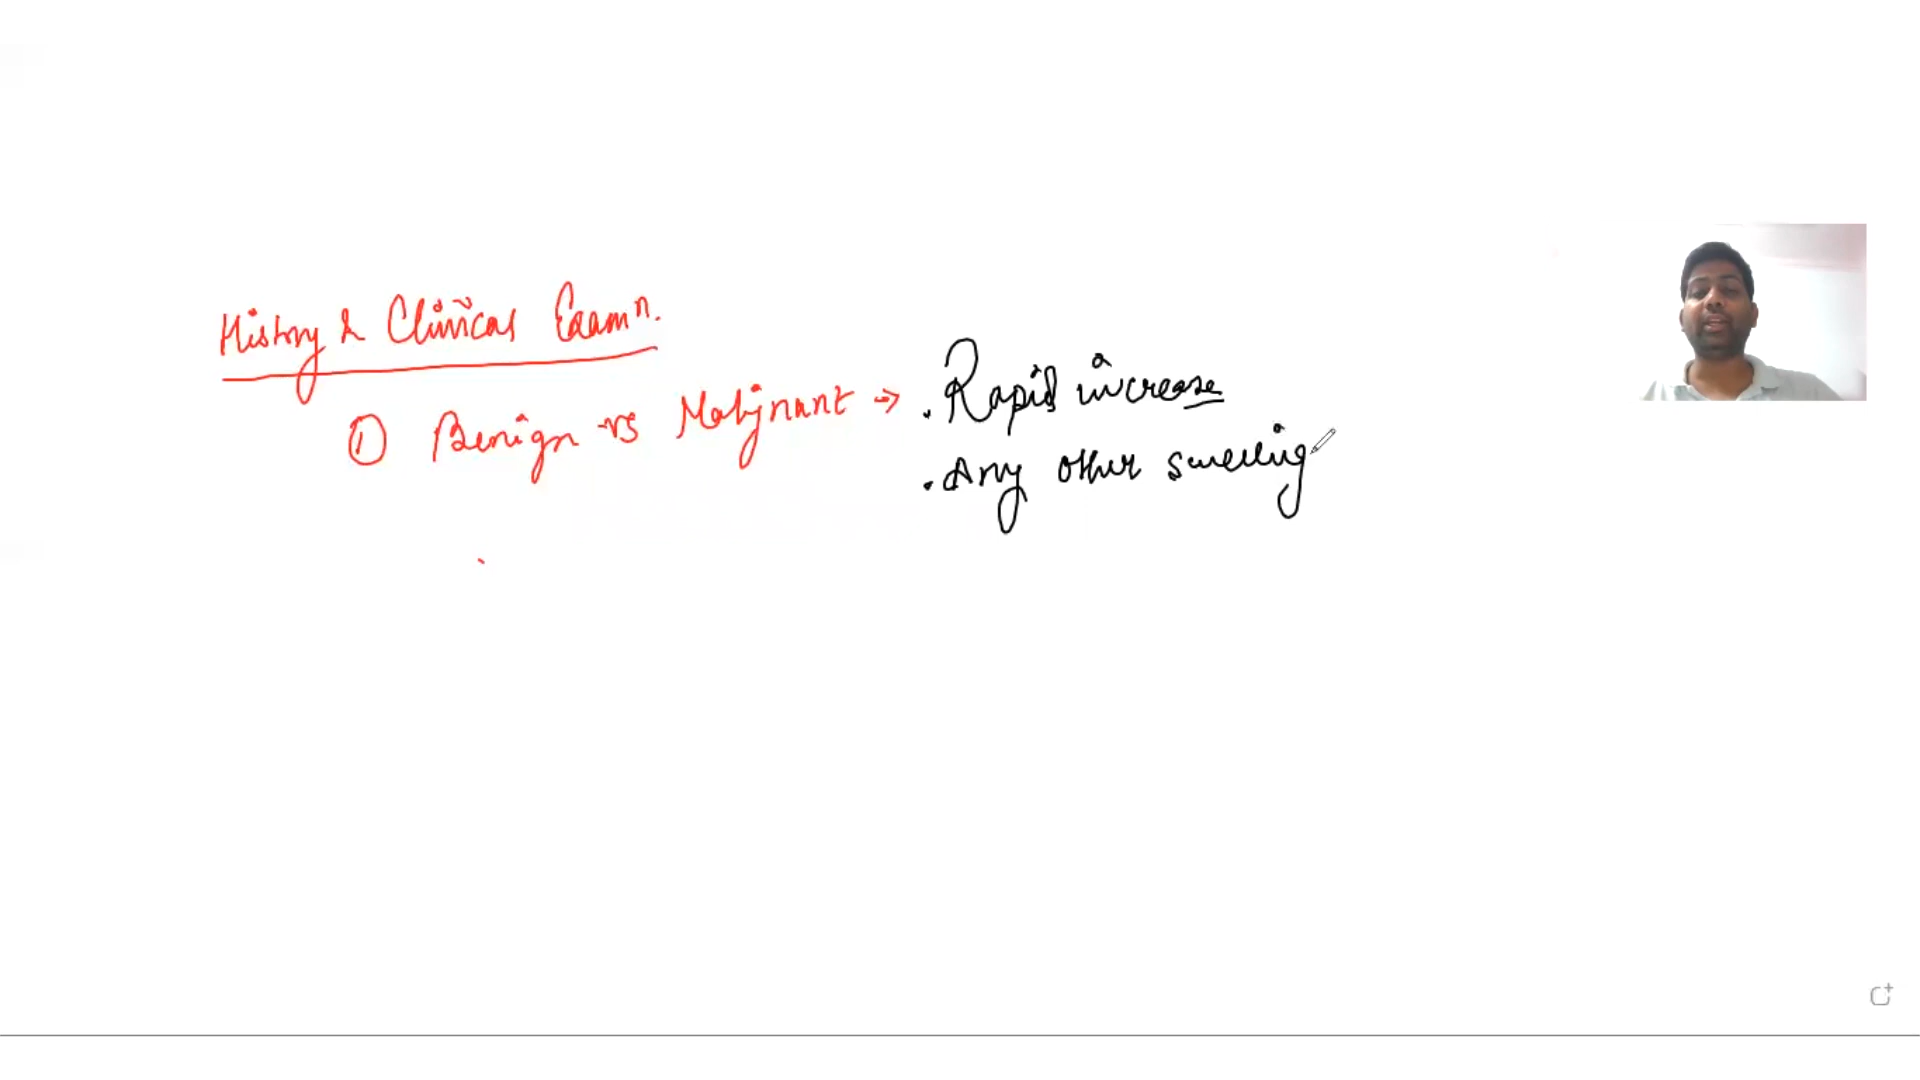 History & Clinical Examn.
① Benign vs Malignant → . Rapid increase
. Any other swelling